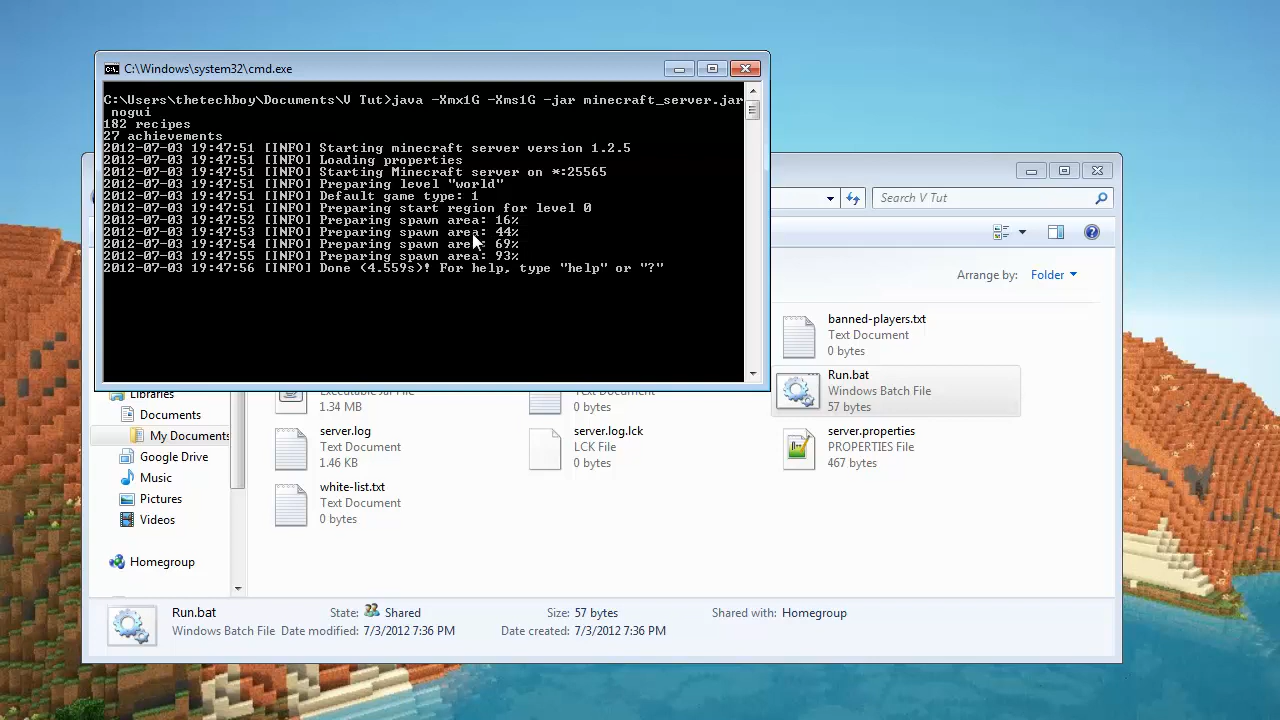 C:\Windows\system32\cmd.exe
C:\Users\thetechboy\Documents\V Tut>java -Xmx1G -Xms1G -jar minecraft_server.jar
nogui
182 recipes
27 achievements
2012-07-03 19:47:51 [INFO] Starting minecraft server version 1.2.5
2012-07-03 19:47:51 [INFO] Loading properties
2012-07-03 19:47:51 [INFO] Starting Minecraft server on *:25565
2012-07-03 19:47:51 [INFO] Preparing level "world"
2012-07-03 19:47:51 [INFO] Default game type: 1
2012-07-03 19:47:51 [INFO] Preparing start region for level 0
2012-07-03 19:47:52 [INFO] Preparing spawn area: 16%
2012-07-03 19:47:53 [INFO] Preparing spawn area: 44%
2012-07-03 19:47:54 [INFO] Preparing spawn area: 69%
2012-07-03 19:47:55 [INFO] Preparing spawn area: 93%
2012-07-03 19:47:56 [INFO] Done (4.559s)! For help, type "help" or "?"
Search V Tut
Arrange by: Folder
banned-players.txt
Text Document
0 bytes
Run.bat
Windows Batch File
57 bytes
Libraries
Documents
My Documents
Google Drive
Music
Pictures
Videos
Homegroup
Executable Jar File
1.34 MB
Text Document
0 bytes
server.log
Text Document
1.46 KB
server.log.lck
LCK File
0 bytes
server.properties
PROPERTIES File
467 bytes
white-list.txt
Text Document
0 bytes
Run.bat
Windows Batch File
State: Shared
Date modified: 7/3/2012 7:36 PM
Size: 57 bytes
Date created: 7/3/2012 7:36 PM
Shared with: Homegroup